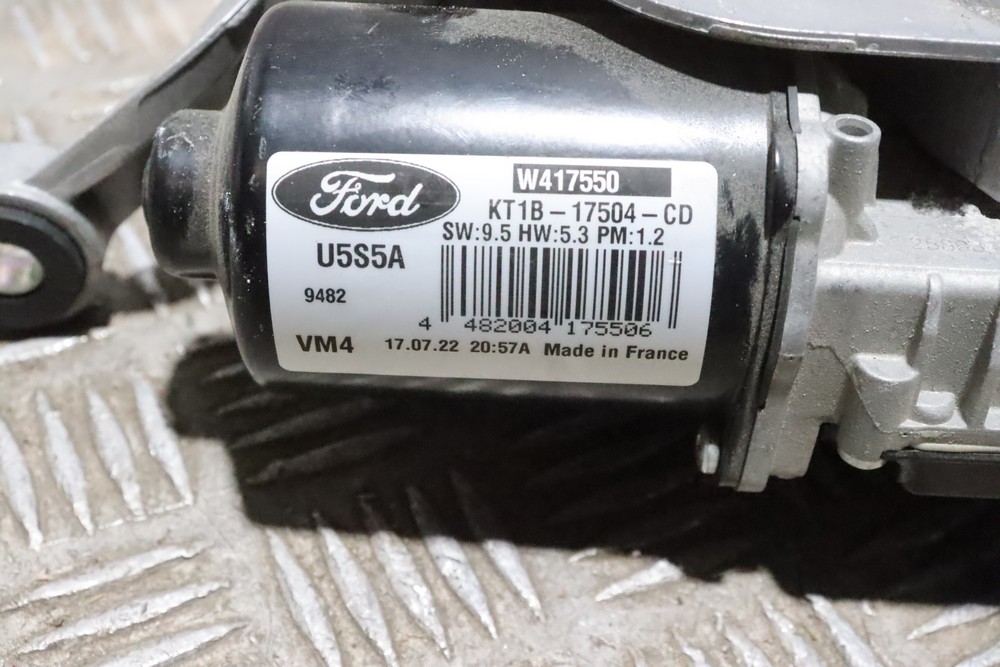 Ford
W417550
KT1B-17504-CD
SW:9.5 HW:5.3 PM:1.2
U5S5A
9482
4 482004 175506
VM4 17.07.22 20:57A Made in France